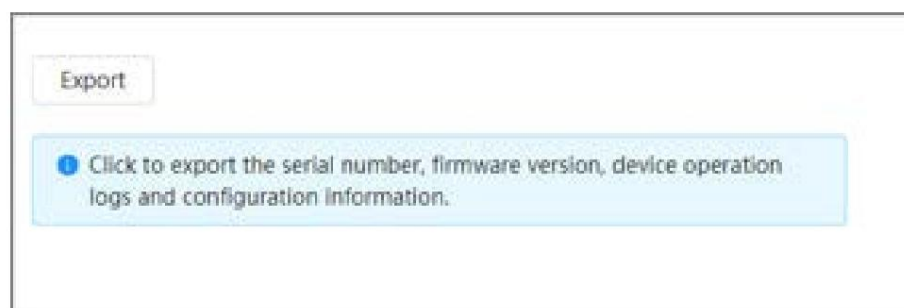 Export
Click to export the serial number, firmware version, device operation
logs and configuration information.